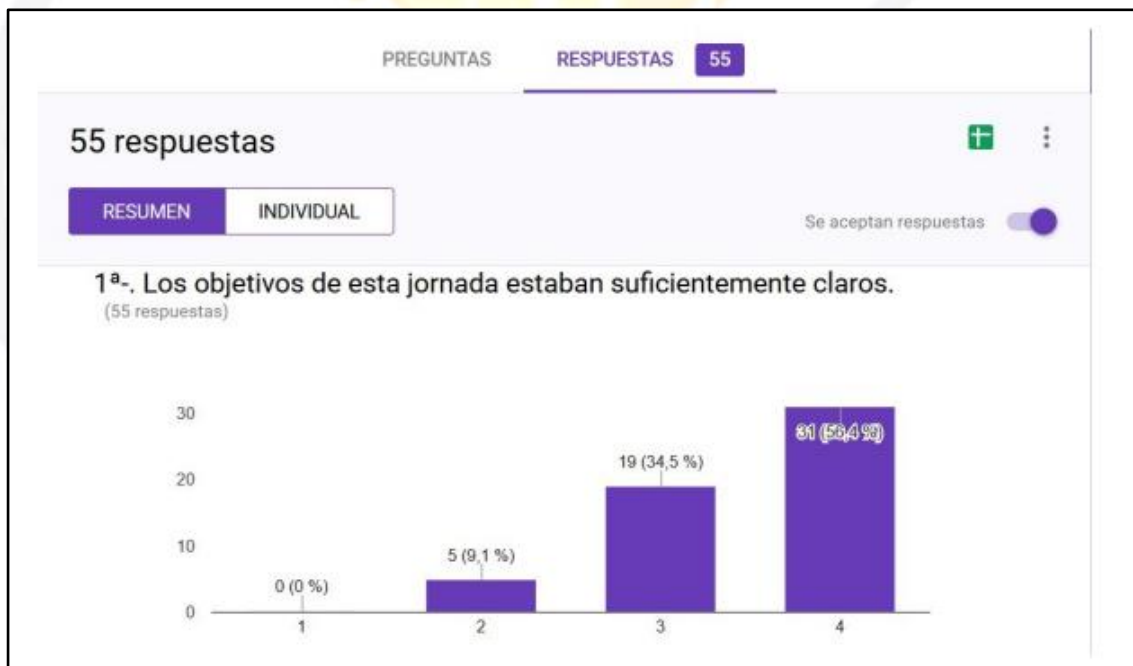 PREGUNTAS RESPUESTAS 55
55 respuestas
RESUMEN INDIVIDUAL
Se aceptan respuestas
1ª-. Los objetivos de esta jornada estaban suficientemente claros.
(55 respuestas)
30
31 (56,4 %)
19 (34,5 %)
20
10
5 (9,1 %)
0 (0 %)
0
1 2 3 4